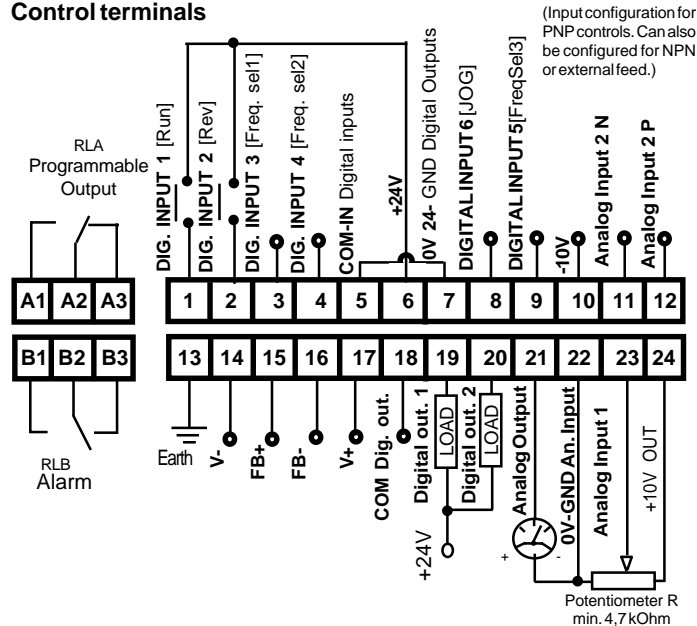 Control terminals
(Input configuration for
PNP controls. Can also
be configured for NPN
or external feed.)
RLA
Programmable
Output
DIG. INPUT 1 [Run]
DIG. INPUT 2 [Rev]
DIG. INPUT 3 [Freq. sel1]
DIG. INPUT 4 [Freq. sel2]
COM-IN Digital inputs
+24V
0V 24- GND Digital Outputs
DIGITAL INPUT 6 [JOG]
DIGITAL INPUT 5 [FreqSel3]
-10V
Analog Input 2 N
Analog Input 2 P
A1 A2 A3
1 2 3 4 5 6 7 8 9 10 11 12
B1 B2 B3
13 14 15 16 17 18 19 20 21 22 23 24
RLB
Alarm
Earth
V-
FB+
FB-
V+
COM Dig. out.
Digital out. 1
LOAD
Digital out. 2
LOAD
Analog Output
0V-GND An. Input
Analog Input 1
+10V OUT
+24V
+ -
Potentiometer R
min. 4,7 kOhm